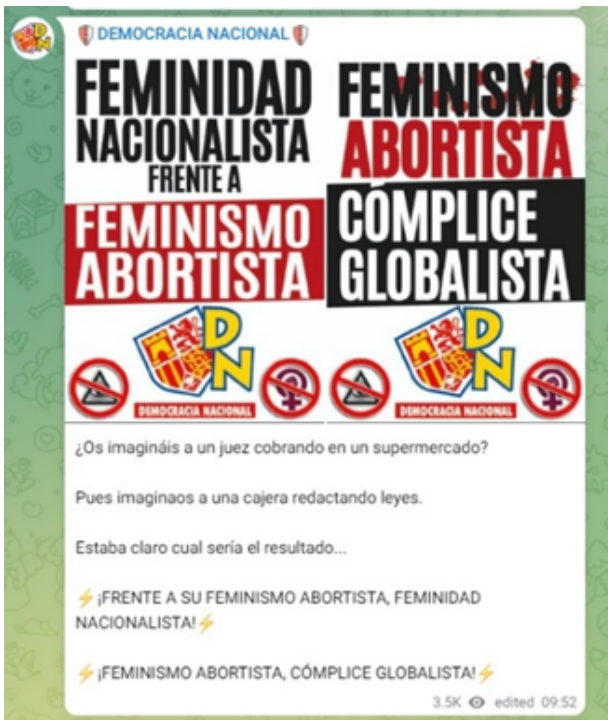 DEMOCRACIA NACIONAL
FEMINIDAD
NACIONALISTA
FRENTE A
FEMINISMO
ABORTISTA
DN
DEMOCRACIA NACIONAL
FEMINISMO
ABORTISTA
CÓMPLICE
GLOBALISTA
DN
DEMOCRACIA NACIONAL
¿Os imagináis a un juez cobrando en un supermercado?
Pues imaginaos a una cajera redactando leyes.
Estaba claro cual sería el resultado...
⚡¡FRENTE A SU FEMINISMO ABORTISTA, FEMINIDAD
NACIONALISTA!⚡
⚡¡FEMINISMO ABORTISTA, CÓMPLICE GLOBALISTA!⚡
3.5K edited 09:52